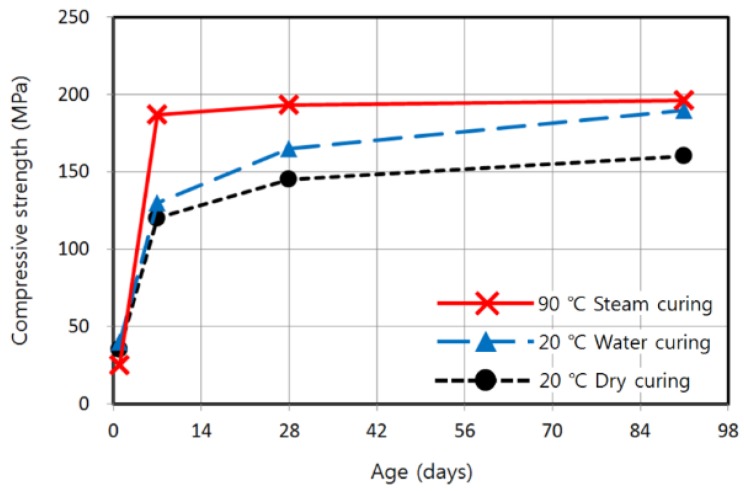 250
200
150
100
50
0
Compressive strength (MPa)
90 ℃ Steam curing
20 ℃ Water curing
20 ℃ Dry curing
0 14 28 42 56 70 84 98
Age (days)